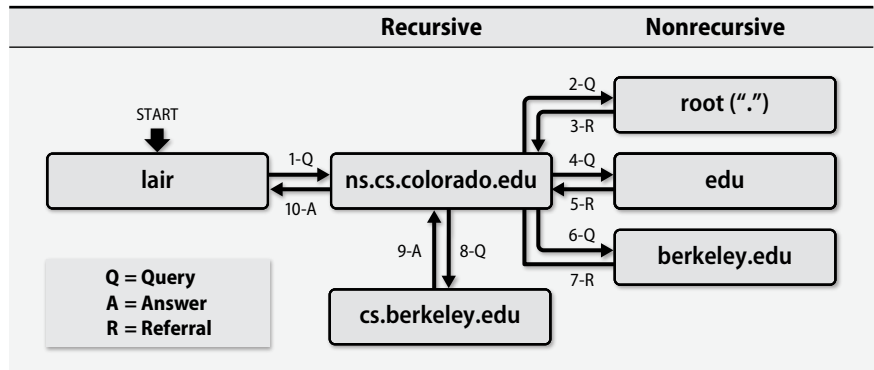 Recursive Nonrecursive
START
lair
1-Q
10-A
ns.cs.colorado.edu
2-Q
3-R
root (“.”)
4-Q
5-R
edu
6-Q
7-R
berkeley.edu
9-A
8-Q
cs.berkeley.edu
Q = Query
A = Answer
R = Referral